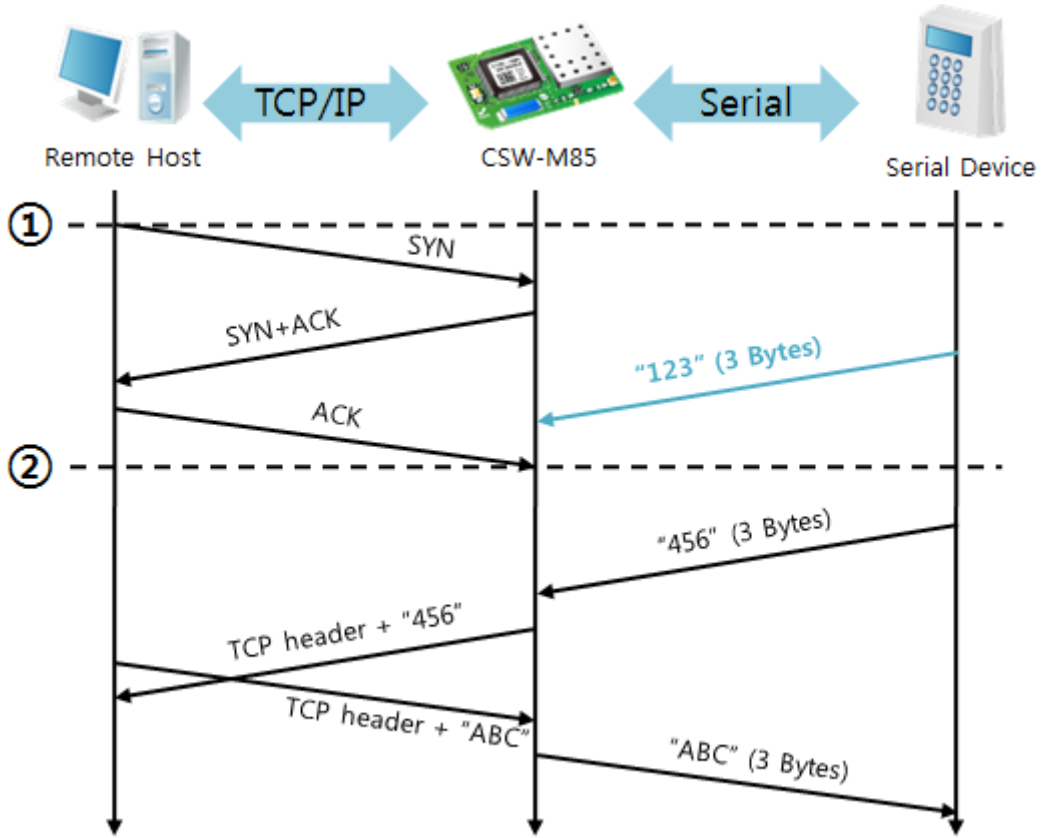 TCP/IP
Serial
Remote Host
CSW-M85
Serial Device
①
SYN
SYN+ACK
“123” (3 Bytes)
ACK
②
“456” (3 Bytes)
TCP header + “456”
TCP header + “ABC”
“ABC” (3 Bytes)